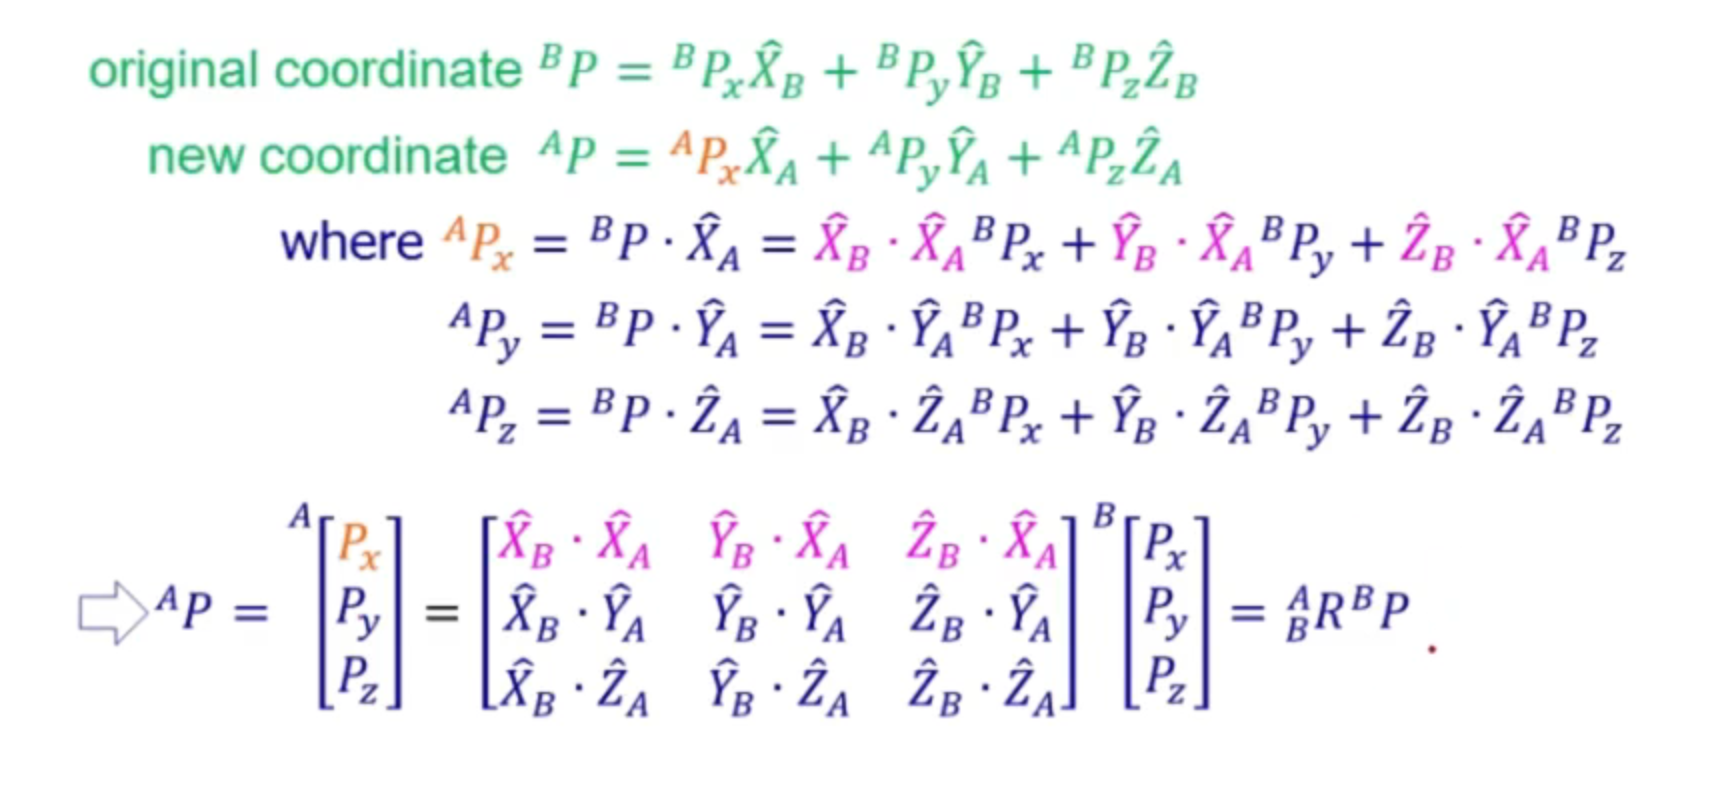 original coordinate ᴮP = ᴮPₓX̂_B + ᴮP_yŶ_B + ᴮP_zẐ_B
new coordinate ᴬP = ᴬPₓX̂_A + ᴬP_yŶ_A + ᴬP_zẐ_A
where ᴬPₓ = ᴮP · X̂_A = X̂_B · X̂_A ᴮPₓ + Ŷ_B · X̂_A ᴮP_y + Ẑ_B · X̂_A ᴮP_z
ᴬP_y = ᴮP · Ŷ_A = X̂_B · Ŷ_A ᴮPₓ + Ŷ_B · Ŷ_A ᴮP_y + Ẑ_B · Ŷ_A ᴮP_z
ᴬP_z = ᴮP · Ẑ_A = X̂_B · Ẑ_A ᴮPₓ + Ŷ_B · Ẑ_A ᴮP_y + Ẑ_B · Ẑ_A ᴮP_z
⇨ ᴬP = ᴬ[Pₓ; P_y; P_z] = [X̂_B · X̂_A Ŷ_B · X̂_A Ẑ_B · X̂_A; X̂_B · Ŷ_A Ŷ_B · Ŷ_A Ẑ_B · Ŷ_A; X̂_B · Ẑ_A Ŷ_B · Ẑ_A Ẑ_B · Ẑ_A] ᴮ[Pₓ; P_y; P_z] = ᴬ_B R ᴮP .